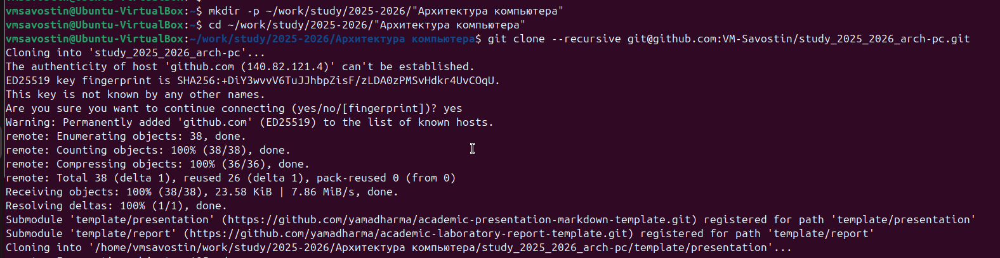 vmsavostin@Ubuntu-VirtualBox:~$ mkdir -p ~/work/study/2025-2026/"Архитектура компьютера"
vmsavostin@Ubuntu-VirtualBox:~$ cd ~/work/study/2025-2026/"Архитектура компьютера"
vmsavostin@Ubuntu-VirtualBox:~/work/study/2025-2026/Архитектура компьютера$ git clone --recursive git@github.com:VM-Savostin/study_2025_2026_arch-pc.git
Cloning into 'study_2025_2026_arch-pc'...
The authenticity of host 'github.com (140.82.121.4)' can't be established.
ED25519 key fingerprint is SHA256:+DiY3wvvV6TuJJhbpZisF/zLDA0zPMSvHdkr4UvCOqU.
This key is not known by any other names.
Are you sure you want to continue connecting (yes/no/[fingerprint])? yes
Warning: Permanently added 'github.com' (ED25519) to the list of known hosts.
remote: Enumerating objects: 38, done.
remote: Counting objects: 100% (38/38), done.
remote: Compressing objects: 100% (36/36), done.
remote: Total 38 (delta 1), reused 26 (delta 1), pack-reused 0 (from 0)
Receiving objects: 100% (38/38), 23.58 KiB | 7.86 MiB/s, done.
Resolving deltas: 100% (1/1), done.
Submodule 'template/presentation' (https://github.com/yamadharma/academic-presentation-markdown-template.git) registered for path 'template/presentation'
Submodule 'template/report' (https://github.com/yamadharma/academic-laboratory-report-template.git) registered for path 'template/report'
Cloning into '/home/vmsavostin/work/study/2025-2026/Архитектура компьютера/study_2025_2026_arch-pc/template/presentation'...